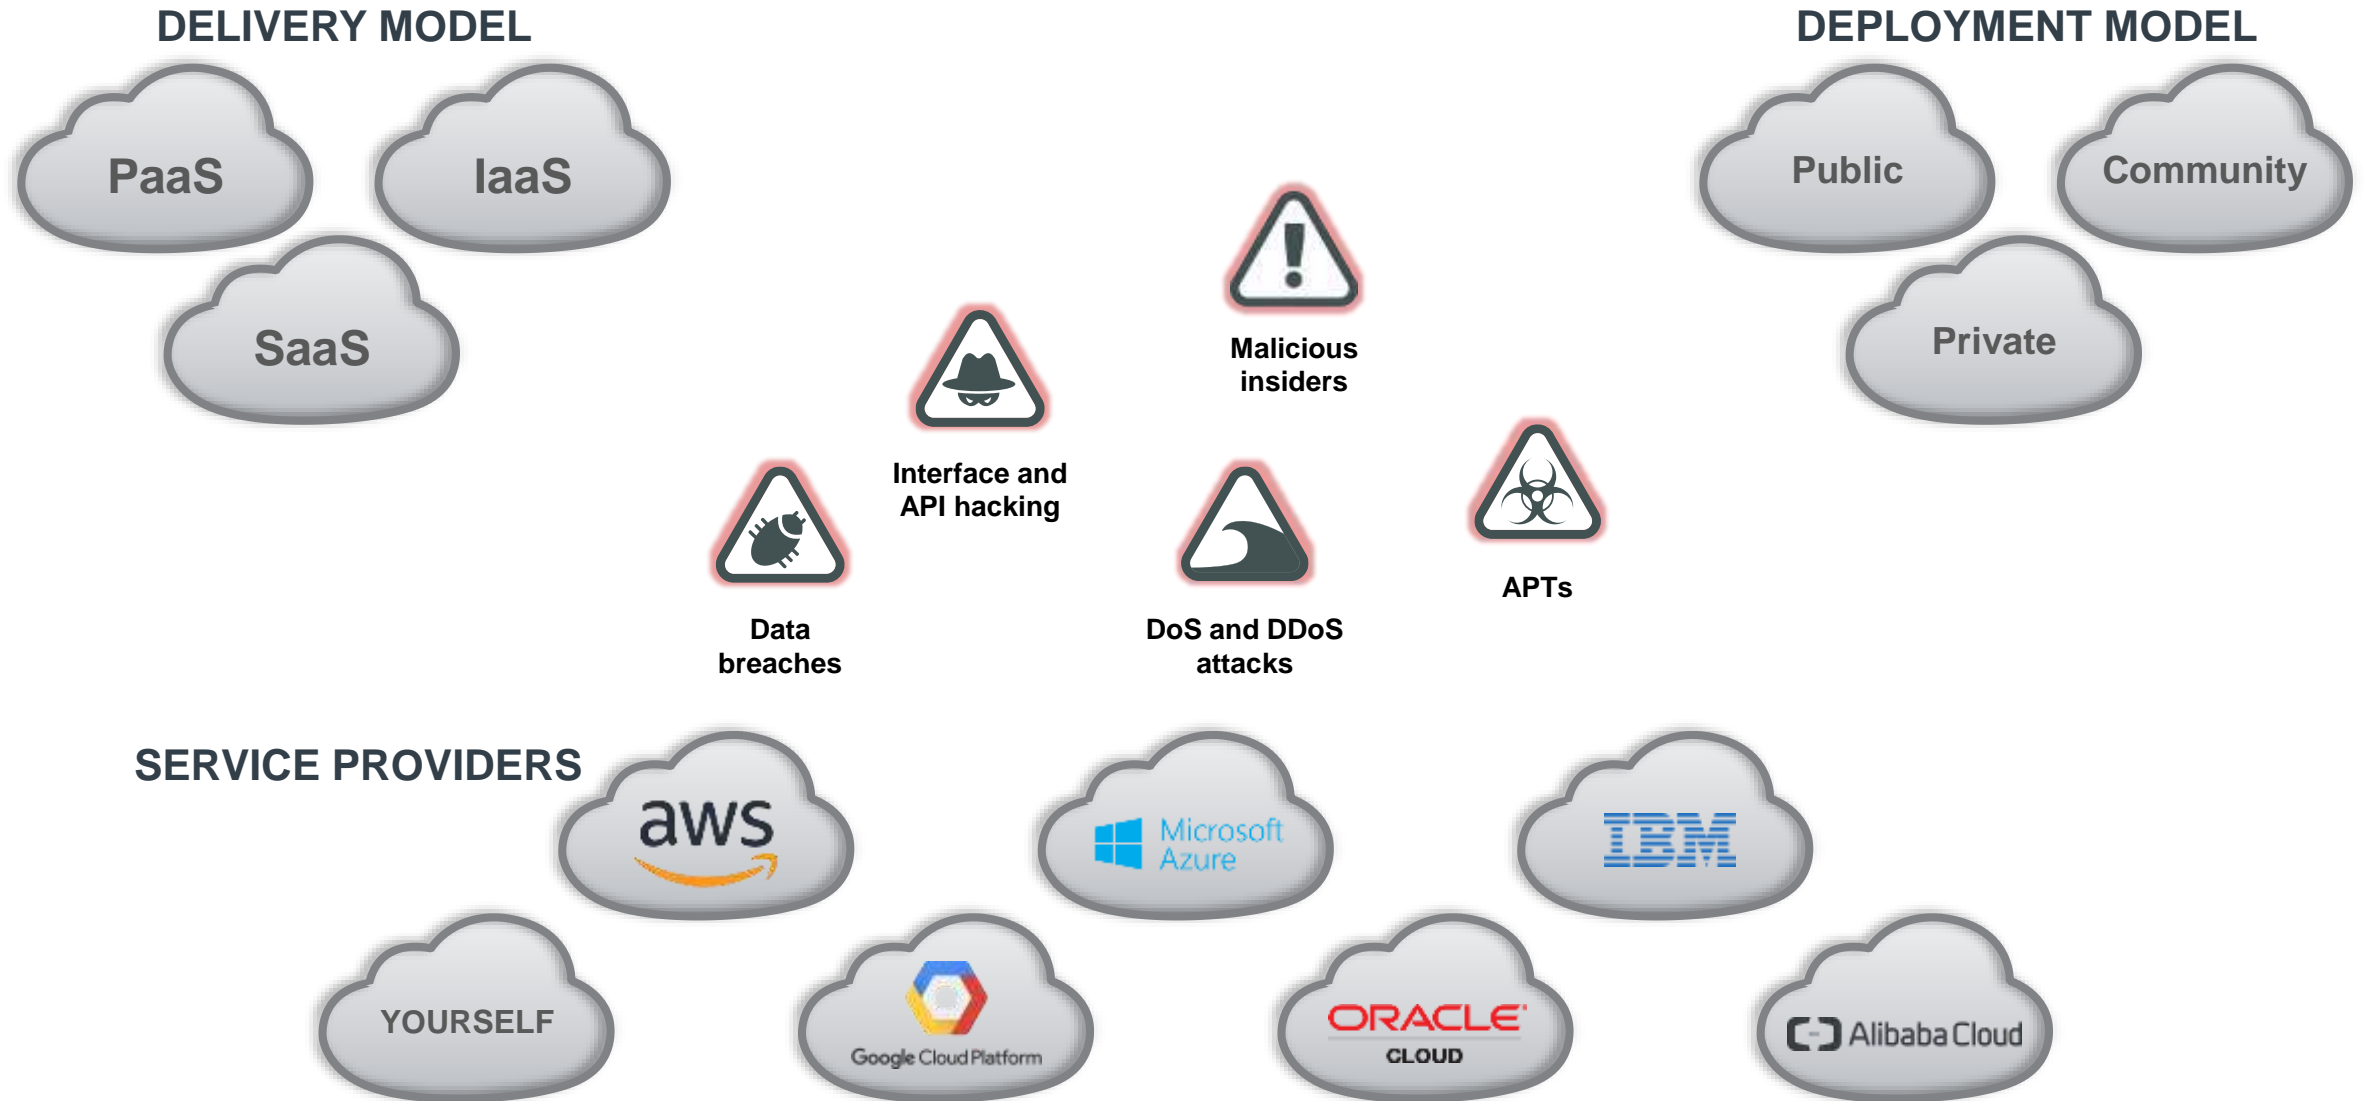 DELIVERY MODEL
PaaS
IaaS
SaaS
DEPLOYMENT MODEL
Public
Community
Private
Malicious
insiders
Interface and
API hacking
APTs
Data
breaches
DoS and DDoS
attacks
SERVICE PROVIDERS
aws
Microsoft
Azure
IBM
YOURSELF
Google Cloud Platform
ORACLE
CLOUD
Alibaba Cloud